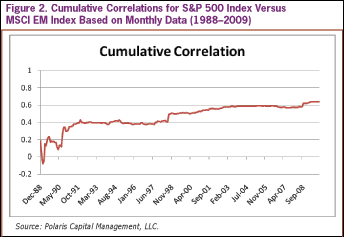 Figure 2. Cumulative Correlations for S&P 500 Index Versus
MSCI EM Index Based on Monthly Data (1988–2009)
Cumulative Correlation
1
0.8
0.6
0.4
0.2
0
-0.2
Dec-88
May-90
Oct-91
Mar-93
Aug-94
Jan-96
Jun-97
Nov-98
Apr-00
Sep-01
Feb-03
Jul-04
Dec-05
Apr-07
Sep-08
Source: Polaris Capital Management, LLC.